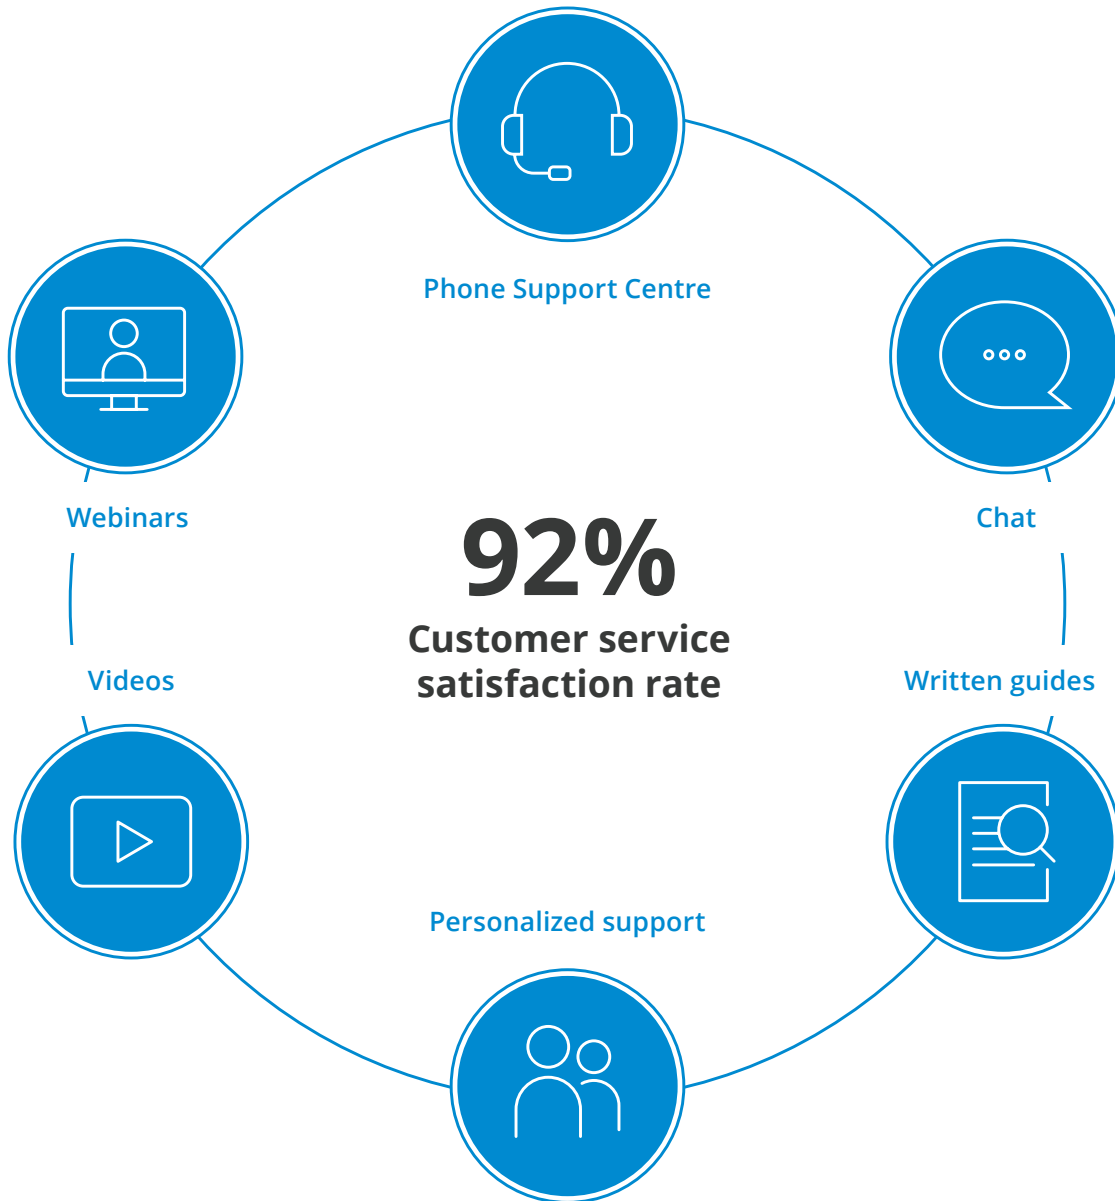 Phone Support Centre
Webinars
Chat
92%
Customer service
satisfaction rate
Videos
Written guides
Personalized support